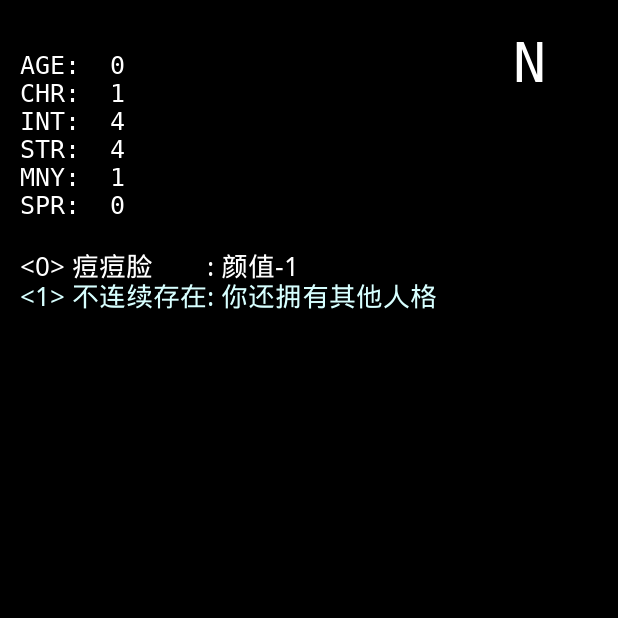 N
AGE: 0
CHR: 1
INT: 4
STR: 4
MNY: 1
SPR: 0
<0> 痘痘脸 : 颜值-1
<1> 不连续存在: 你还拥有其他人格